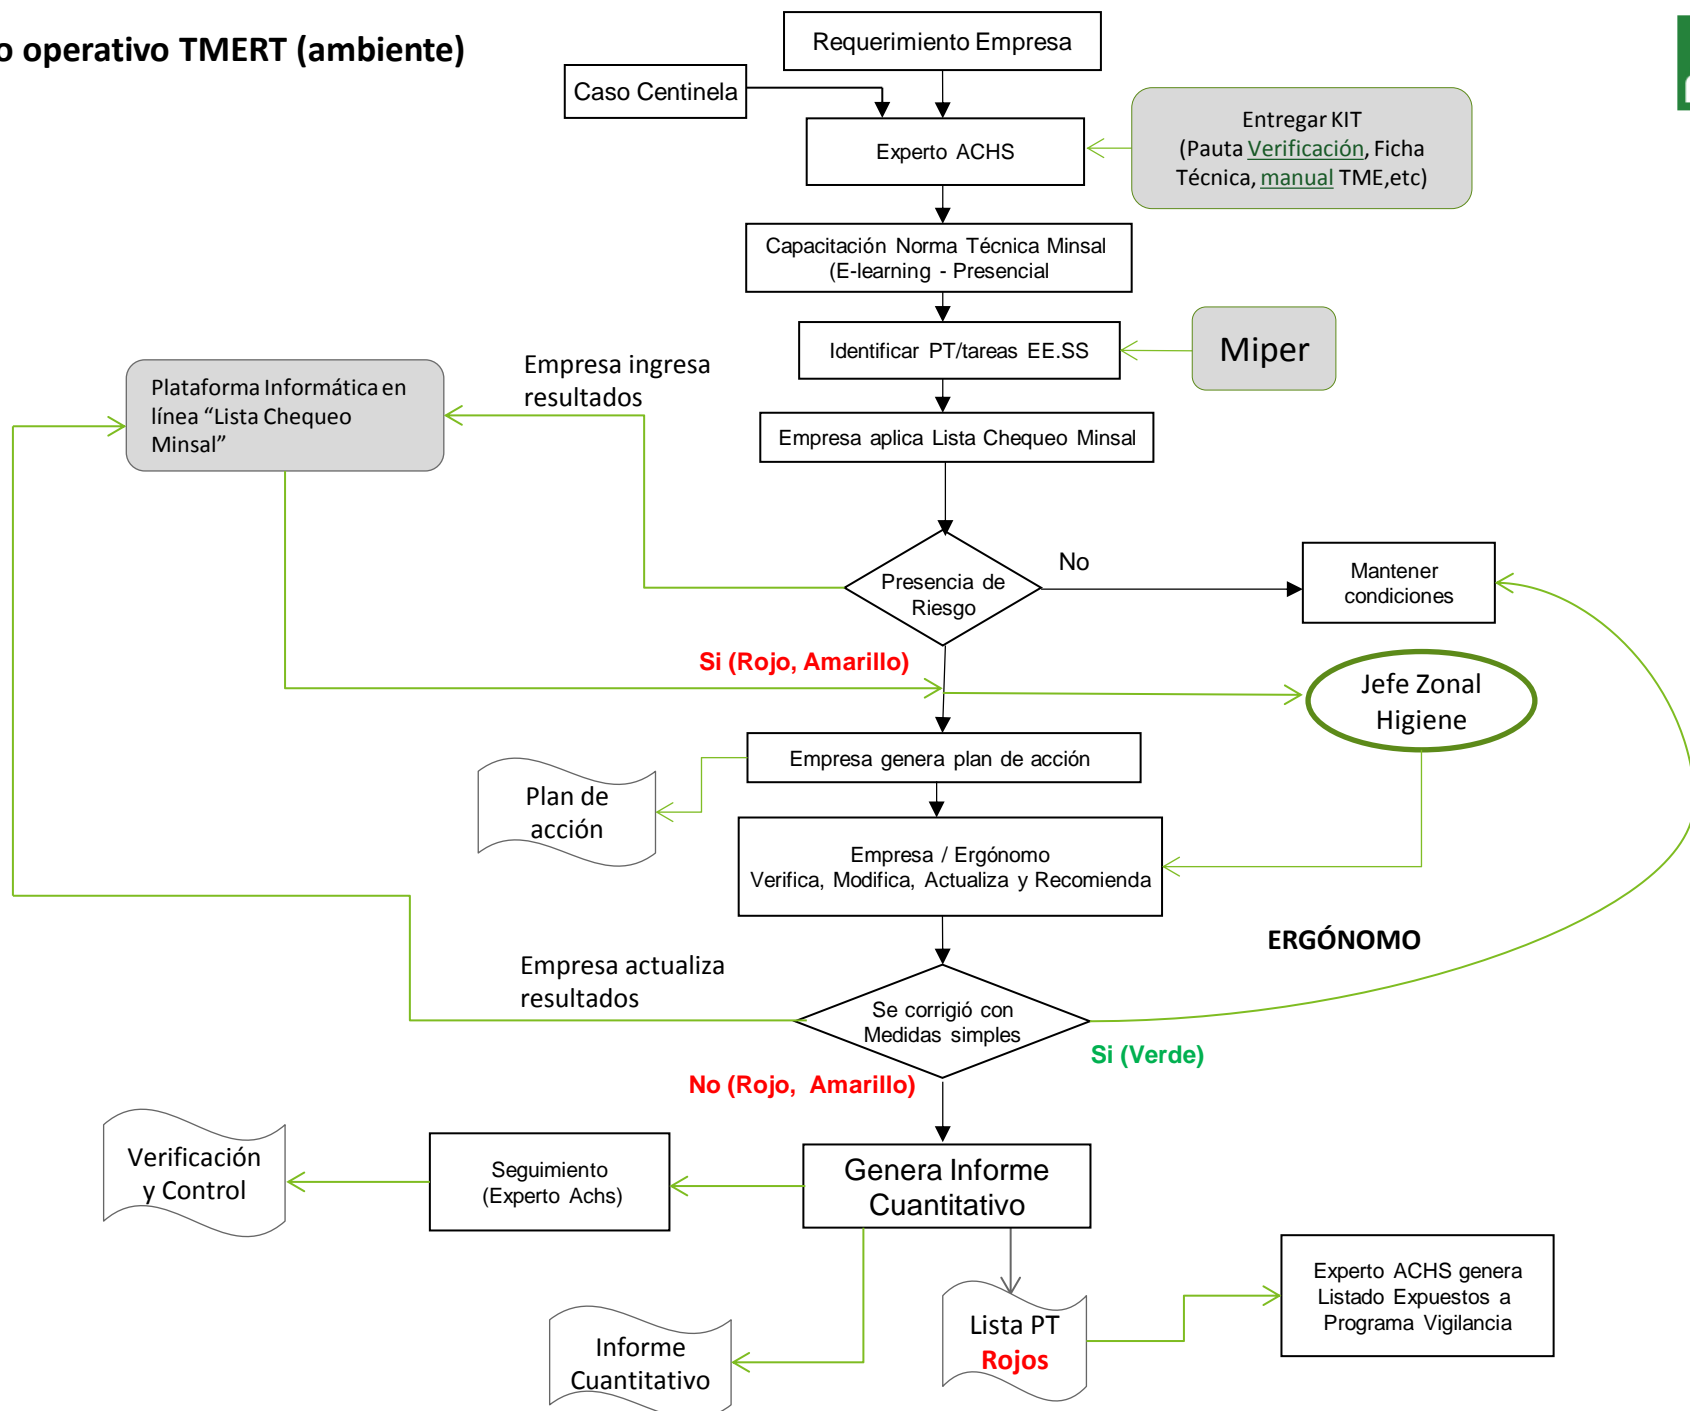 o operativo TMERT (ambiente)
Requerimiento Empresa
Caso Centinela
Experto ACHS
Entregar KIT
(Pauta Verificación, Ficha
Técnica, manual TME,etc)
Capacitación Norma Técnica Minsal
(E-learning - Presencial
Identificar PT/tareas EE.SS
Miper
Empresa ingresa
resultados
Plataforma Informática en
línea “Lista Chequeo
Minsal”
Empresa aplica Lista Chequeo Minsal
Presencia de
Riesgo
No
Mantener
condiciones
Si (Rojo, Amarillo)
Jefe Zonal
Higiene
Empresa genera plan de acción
Plan de
acción
Empresa / Ergónomo
Verifica, Modifica, Actualiza y Recomienda
ERGÓNOMO
Empresa actualiza
resultados
Se corrigió con
Medidas simples
Si (Verde)
No (Rojo, Amarillo)
Verificación
y Control
Seguimiento
(Experto Achs)
Genera Informe
Cuantitativo
Experto ACHS genera
Listado Expuestos a
Programa Vigilancia
Lista PT
Rojos
Informe
Cuantitativo